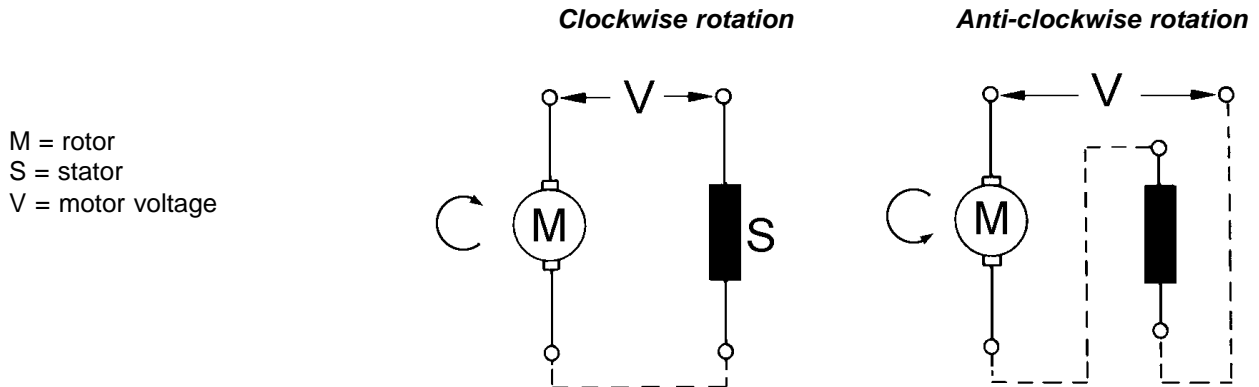 Clockwise rotation
Anti-clockwise rotation
V
V
M = rotor
S = stator
V = motor voltage
M
S
M